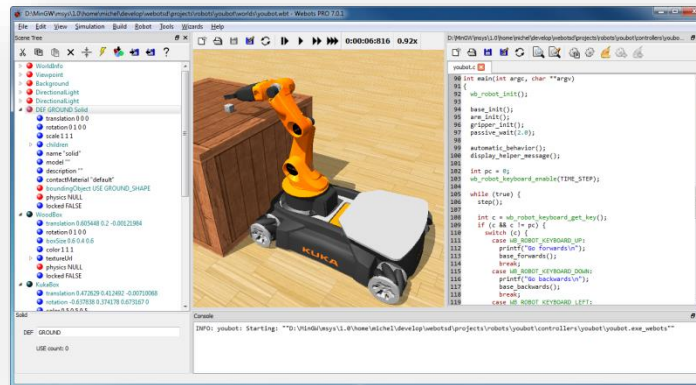 D:\MinGW\msys\1.0\home\michel\develop\webotsd\projects\robots\youbot\worlds\youbot.wbt - Webots PRO 7.0.1
File Edit View Simulation Build Robot Tools Wizards Help
Scene Tree
0:00:06:816 0.92x
WorldInfo
Viewpoint
Background
DirectionalLight
DirectionalLight
DEF GROUND Solid
translation 0 0 0
rotation 0 1 0 0
scale 1 1 1
children
name "solid"
model ""
description ""
contactMaterial "default"
boundingObject USE GROUND_SHAPE
physics NULL
locked FALSE
WoodBox
translation 0.605448 0.2 -0.00121994
rotation 0 1 0 0
boxSize 0.6 0.4 0.6
color 1 1 1
textureUrl
physics NULL
locked FALSE
KukaBox
translation 0.472629 0.412492 -0.00710088
rotation -0.637838 0.374178 0.673167 0
Solid
DEF GROUND
USE count: 0
KUKA
D:\MinGW\msys\1.0\home\michel\develop\webotsd\projects\robots\youbot\controllers\youbo...
youbot.c
90 int main(int argc, char **argv)
91 {
92 wb_robot_init();
93
94 base_init();
95 arm_init();
96 gripper_init();
97 passive_wait(2.0);
98
99 automatic_behavior();
100 display_helper_message();
101
102 int pc = 0;
103 wb_robot_keyboard_enable(TIME_STEP);
104
105 while (true) {
106 step();
107
108 int c = wb_robot_keyboard_get_key();
109 if (c && c != pc) {
110 switch (c) {
111 case WB_ROBOT_KEYBOARD_UP:
112 printf("Go forwards\n");
113 base_forwards();
114 break;
115 case WB_ROBOT_KEYBOARD_DOWN:
116 printf("Go backwards\n");
117 base_backwards();
118 break;
119 case WB_ROBOT_KEYBOARD_LEFT:
Console
INFO: youbot: Starting: ""D:\MinGW\msys\1.0\home\michel\develop\webotsd\projects\robots\youbot\controllers\youbot\youbot.exe_webots""